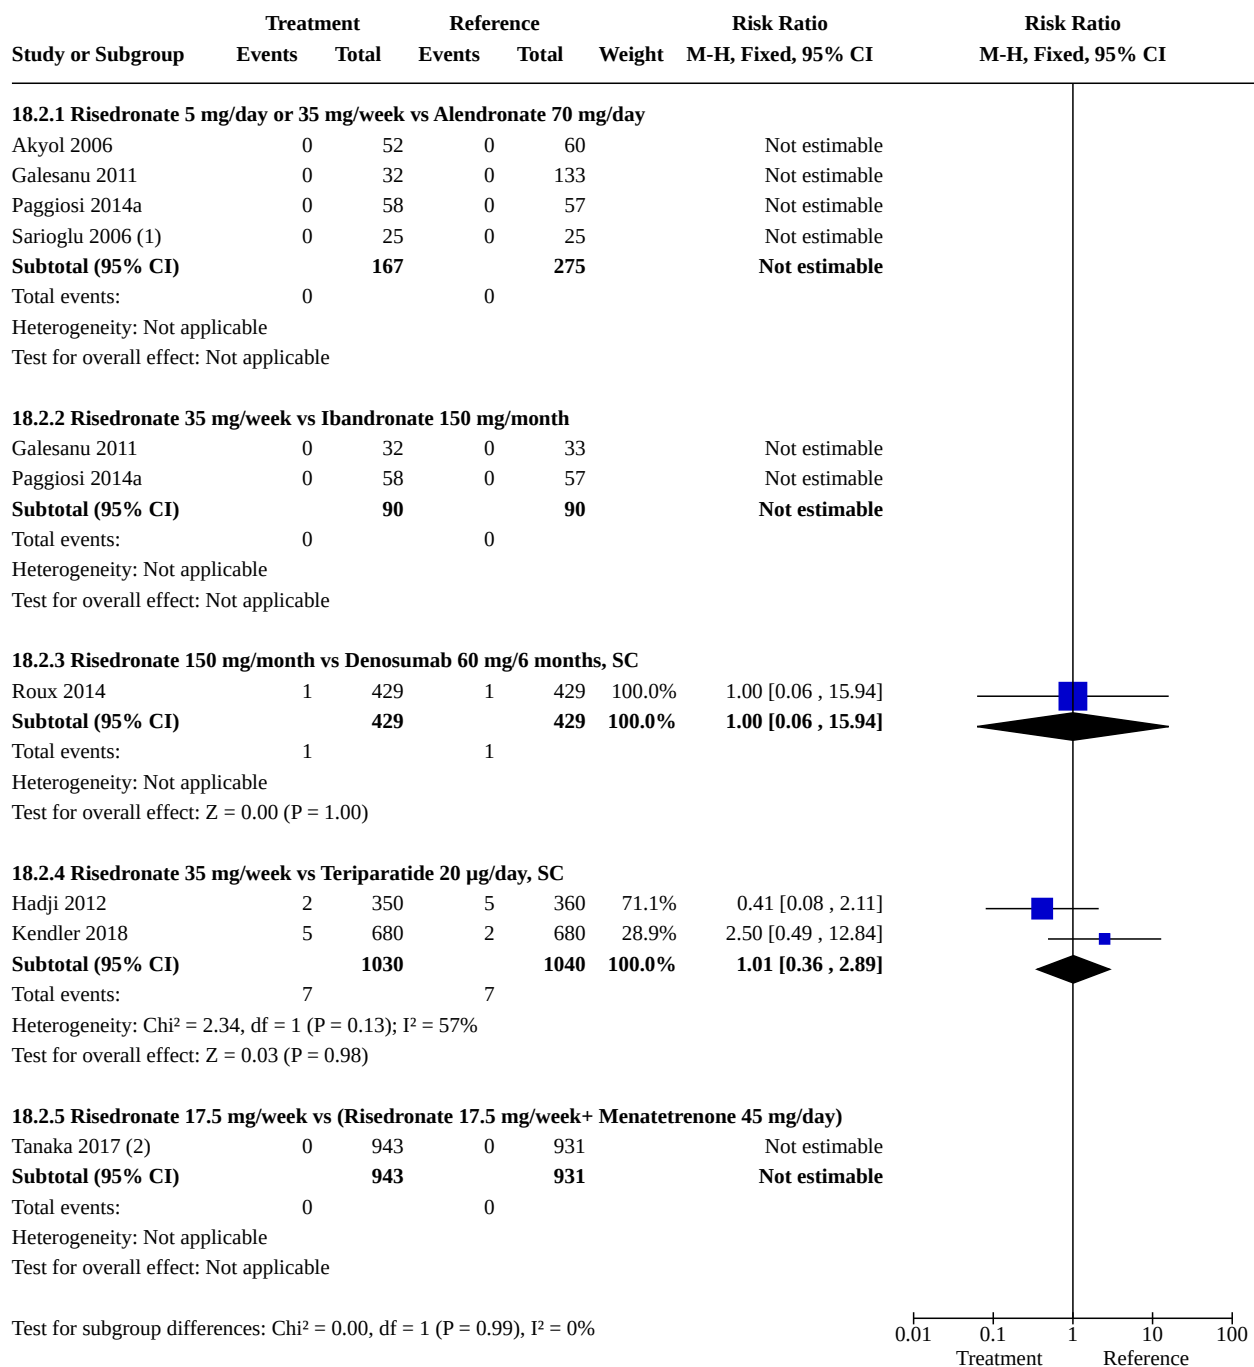 Treatment Reference Risk Ratio Risk Ratio
Study or Subgroup Events Total Events Total Weight M-H, Fixed, 95% CI M-H, Fixed, 95% CI
18.2.1 Risedronate 5 mg/day or 35 mg/week vs Alendronate 70 mg/day
Akyol 2006 0 52 0 60 Not estimable
Galesanu 2011 0 32 0 133 Not estimable
Paggiosi 2014a 0 58 0 57 Not estimable
Sarioglu 2006 (1) 0 25 0 25 Not estimable
Subtotal (95% CI) 167 275 Not estimable
Total events: 0 0
Heterogeneity: Not applicable
Test for overall effect: Not applicable
18.2.2 Risedronate 35 mg/week vs Ibandronate 150 mg/month
Galesanu 2011 0 32 0 33 Not estimable
Paggiosi 2014a 0 58 0 57 Not estimable
Subtotal (95% CI) 90 90 Not estimable
Total events: 0 0
Heterogeneity: Not applicable
Test for overall effect: Not applicable
18.2.3 Risedronate 150 mg/month vs Denosumab 60 mg/6 months, SC
Roux 2014 1 429 1 429 100.0% 1.00 [0.06 , 15.94]
Subtotal (95% CI) 429 429 100.0% 1.00 [0.06 , 15.94]
Total events: 1 1
Heterogeneity: Not applicable
Test for overall effect: Z = 0.00 (P = 1.00)
18.2.4 Risedronate 35 mg/week vs Teriparatide 20 µg/day, SC
Hadji 2012 2 350 5 360 71.1% 0.41 [0.08 , 2.11]
Kendler 2018 5 680 2 680 28.9% 2.50 [0.49 , 12.84]
Subtotal (95% CI) 1030 1040 100.0% 1.01 [0.36 , 2.89]
Total events: 7 7
Heterogeneity: Chi² = 2.34, df = 1 (P = 0.13); I² = 57%
Test for overall effect: Z = 0.03 (P = 0.98)
18.2.5 Risedronate 17.5 mg/week vs (Risedronate 17.5 mg/week+ Menatetrenone 45 mg/day)
Tanaka 2017 (2) 0 943 0 931 Not estimable
Subtotal (95% CI) 943 931 Not estimable
Total events: 0 0
Heterogeneity: Not applicable
Test for overall effect: Not applicable
Test for subgroup differences: Chi² = 0.00, df = 1 (P = 0.99), I² = 0%
0.01 0.1 1 10 100
Treatment Reference